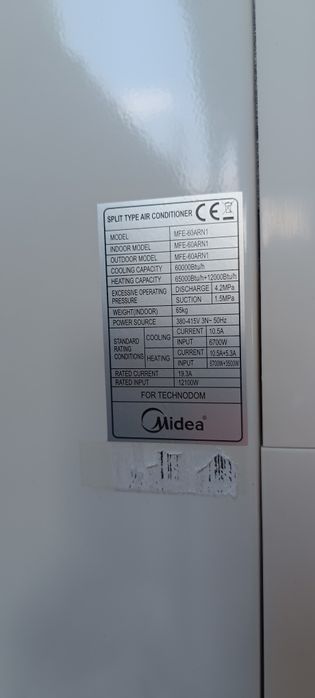 SPLIT TYPE AIR CONDITIONER CE
MODEL MFE-60ARN1
INDOOR MODEL MFE-60ARN1
OUTDOOR MODEL MFE-60ARN1
COOLING CAPACITY 60000Btu/h
HEATING CAPACITY 65000Btu/h+12000Btu/h
EXCESSIVE OPERATING PRESSURE DISCHARGE 4.2MPa
SUCTION 1.5MPa
WEIGHT(INDOOR) 65kg
POWER SOURCE 380-415V 3N~ 50Hz
STANDARD RATING CONDITIONS COOLING CURRENT 10.5A
INPUT 6700W
HEATING CURRENT 10.5A+5.3A
INPUT 6700W+3500W
RATED CURRENT 19.3A
RATED INPUT 12100W
FOR TECHNODOM
Midea®